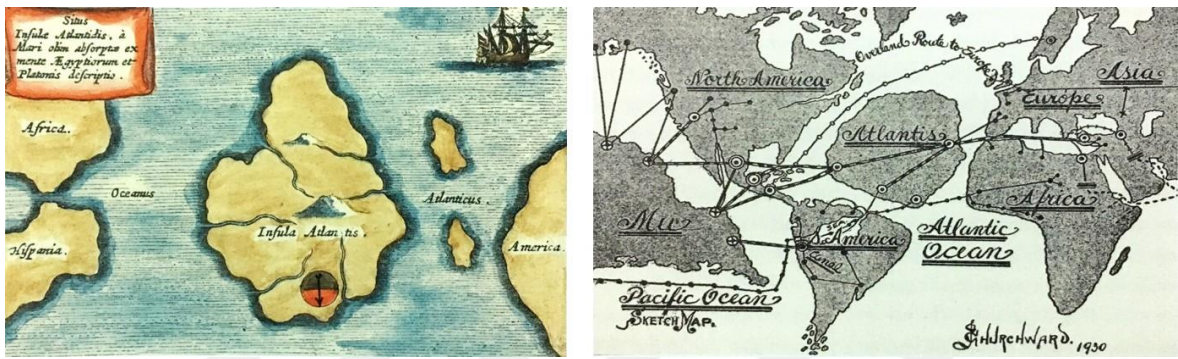 Situs
Insulæ Atlantidis, à
Mari olim absorptæ ex
mente Ægyptiorum et
Platonis descriptio.
Africa.
Oceanus
Atlanticus.
Insula Atlantis.
Hispania.
America.
Overland Route to Europe
North America
Asia
Europe
Atlantis
Africa
Mu
S. America
Atlantic
Ocean
Canal
Pacific Ocean
SKETCH MAP.
J CHURCHWARD. 1930